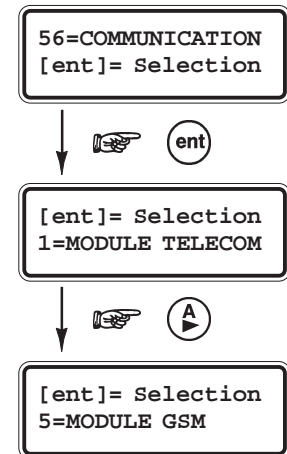 56=COMMUNICATION
[ent]= Selection
ent
[ent]= Selection
1=MODULE TELECOM
A
[ent]= Selection
5=MODULE GSM